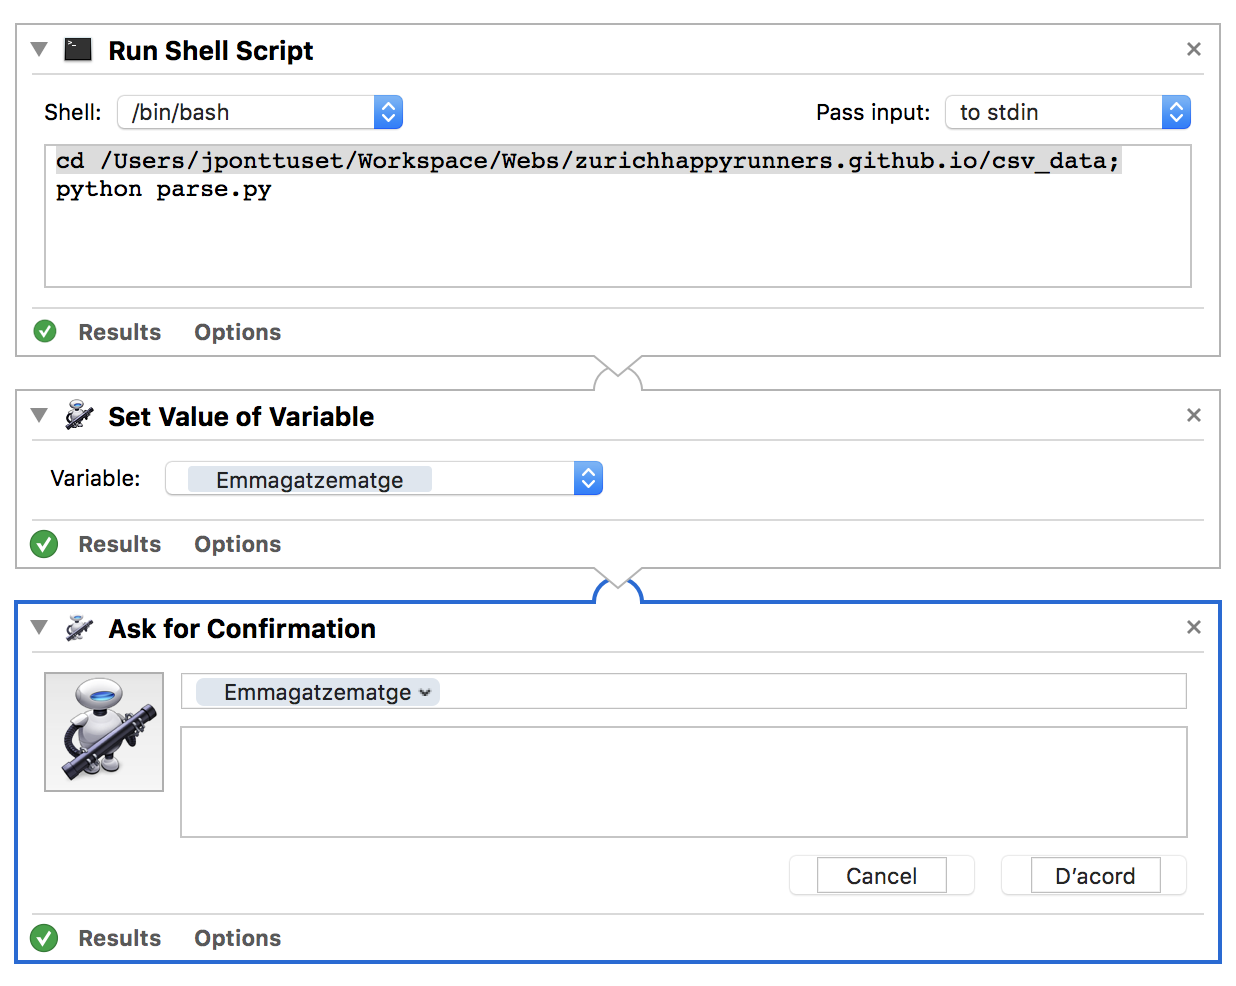 Run Shell Script
Shell: /bin/bash Pass input: to stdin
cd /Users/jponttuset/Workspace/Webs/zurichhappyrunners.github.io/csv_data;
python parse.py
Results Options
Set Value of Variable
Variable: Emmagatzematge
Results Options
Ask for Confirmation
Emmagatzematge
Cancel D’acord
Results Options